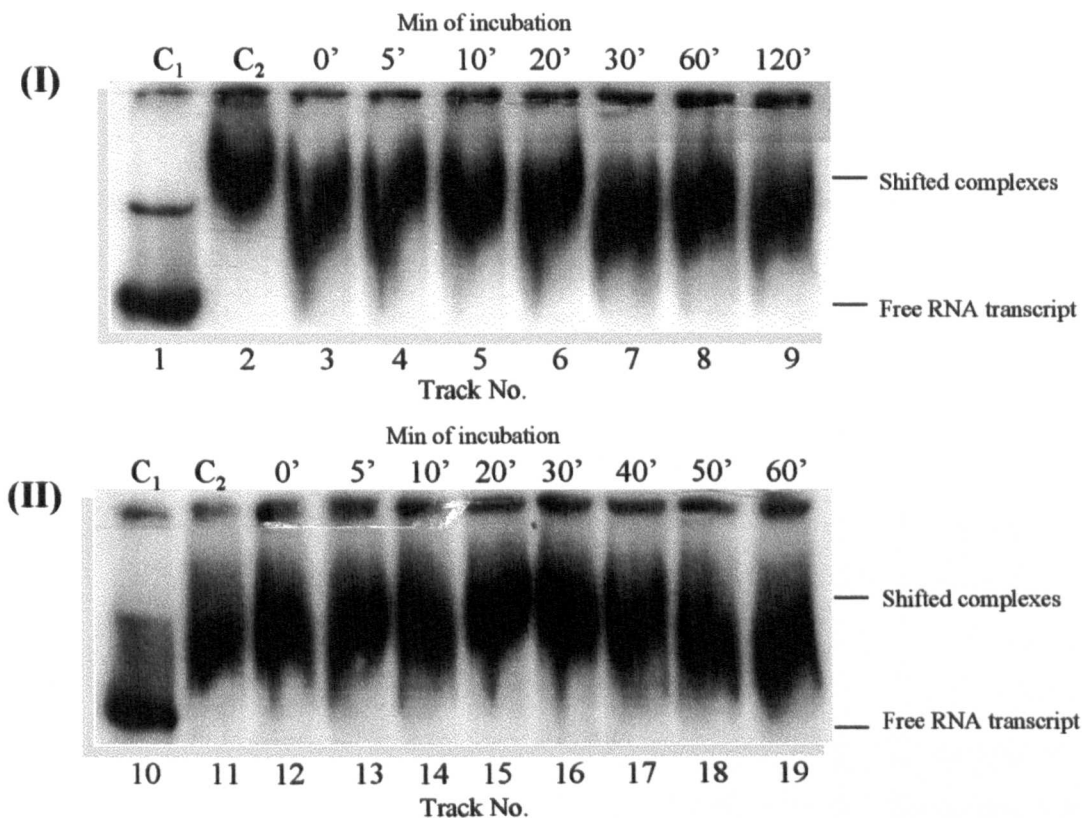 Min of incubation
(I) C₁ C₂ 0’ 5’ 10’ 20’ 30’ 60’ 120’
Shifted complexes
Free RNA transcript
1 2 3 4 5 6 7 8 9
Track No.
Min of incubation
(II) C₁ C₂ 0’ 5’ 10’ 20’ 30’ 40’ 50’ 60’
Shifted complexes
Free RNA transcript
10 11 12 13 14 15 16 17 18 19
Track No.